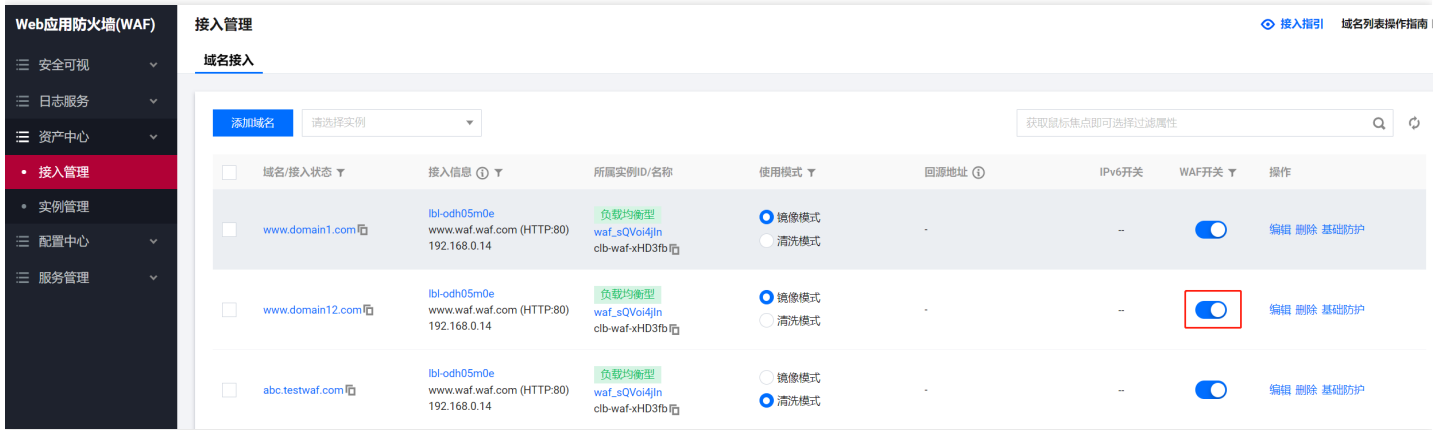 Web应用防火墙(WAF)
安全可视
日志服务
资产中心
接入管理
实例管理
配置中心
服务管理
接入管理
接入指引 域名列表操作指南
域名接入
添加域名 请选择实例 获取鼠标焦点即可选择过滤属性
域名/接入状态 接入信息 所属实例ID/名称 使用模式 回源地址 IPv6开关 WAF开关 操作
www.domain1.com
lbl-odh05m0e
www.waf.waf.com (HTTP:80)
192.168.0.14
负载均衡型
waf_sQVoi4jln
clb-waf-xHD3fb
镜像模式
清洗模式
-
--
编辑 删除 基础防护
www.domain12.com
lbl-odh05m0e
www.waf.waf.com (HTTP:80)
192.168.0.14
负载均衡型
waf_sQVoi4jln
clb-waf-xHD3fb
镜像模式
清洗模式
-
--
编辑 删除 基础防护
abc.testwaf.com
lbl-odh05m0e
www.waf.waf.com (HTTP:80)
192.168.0.14
负载均衡型
waf_sQVoi4jln
clb-waf-xHD3fb
镜像模式
清洗模式
-
--
编辑 删除 基础防护